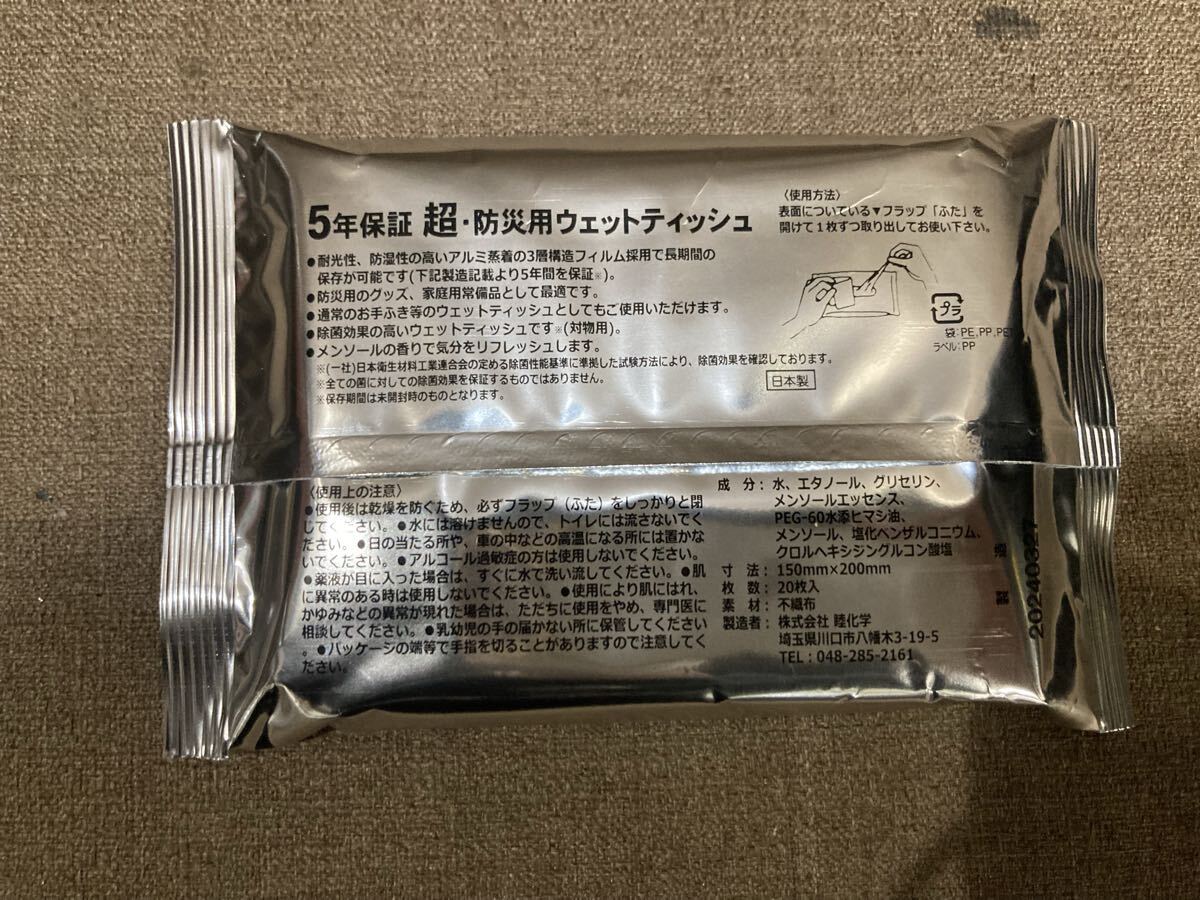 5年保証 超・防災用ウェットティッシュ
●耐光性、防湿性の高いアルミ蒸着の3層構造フィルム採用で長期間の
保存が可能です(下記製造記載より5年間を保証※)。
●防災用のグッズ、家庭用常備品として最適です。
●通常のお手ふき等のウェットティッシュとしてもご使用いただけます。
●除菌効果の高いウェットティッシュです※(対物用)。
●メンソールの香りで気分をリフレッシュします。
※(一社)日本衛生材料工業連合会の定める除菌性能基準に準拠した試験方法により、除菌効果を確認しております。
※全ての菌に対しての除菌効果を保証するものではありません。
※保存期間は未開封時のものとなります。
〈使用方法〉
表面についている▼フラップ「ふた」を
開けて1枚ずつ取り出してお使い下さい。
プラ
袋:PE,PP,PET
ラベル:PP
日本製
〈使用上の注意〉
●使用後は乾燥を防ぐため、必ずフラップ(ふた)をしっかりと閉
じてください。●水には溶けませんので、トイレには流さないでく
ださい。●日の当たる所や、車の中などの高温になる所には置かな
いでください。●アルコール過敏症の方は使用しないでください。
●薬液が目に入った場合は、すぐに水で洗い流してください。●肌
に異常のある時は使用しないでください。●使用により肌にはれ、
かゆみなどの異常が現れた場合は、ただちに使用をやめ、専門医に
相談してください。●乳幼児の手の届かない所に保管してください
。●パッケージの端等で手指を切ることがありますので注意してく
ださい。
成 分:水、エタノール、グリセリン、
メンソールエッセンス、
PEG-60水添ヒマシ油、
メンソール、塩化ベンザルコニウム、
クロルヘキシジングルコン酸塩
寸 法:150mm×200mm
枚 数:20枚入
素 材:不織布
製造者:株式会社 睦化学
埼玉県川口市八幡木3-19-5
TEL:048-285-2161
製 造
20240327